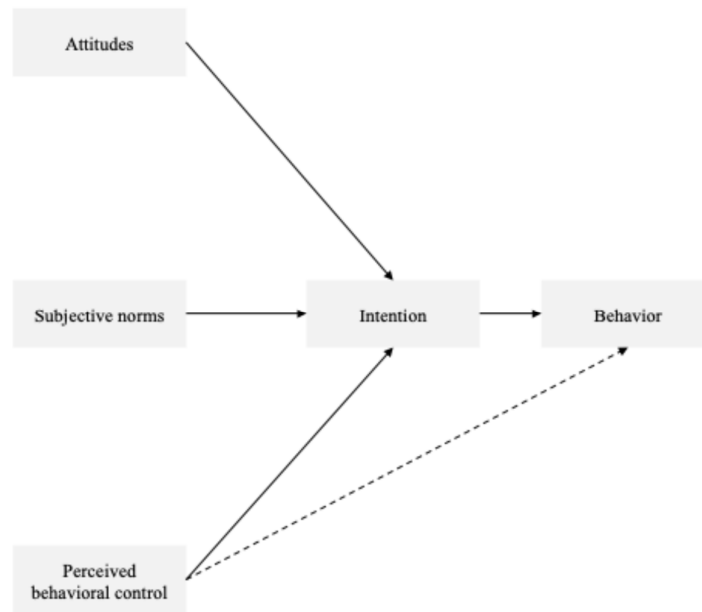 Attitudes
Subjective norms
Intention
Behavior
Perceived
behavioral control